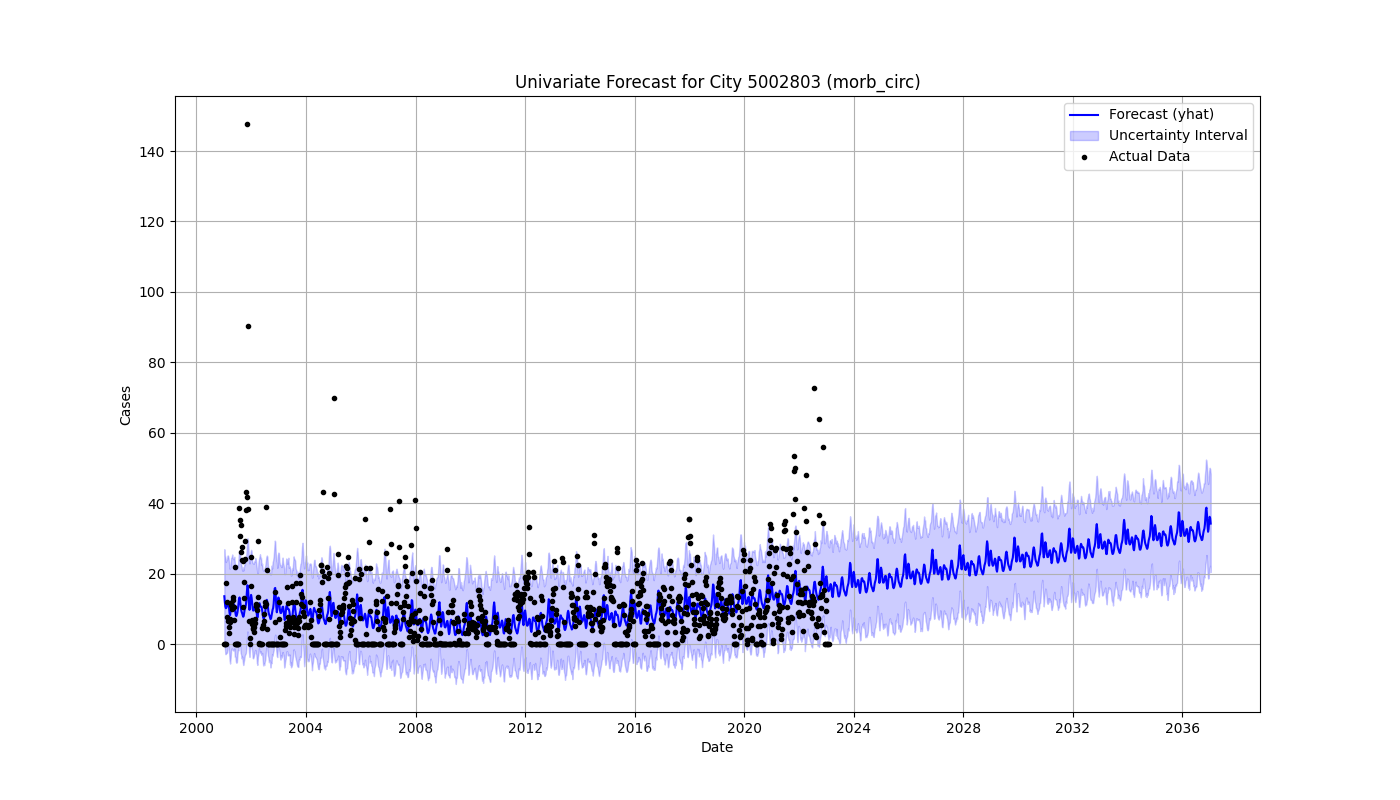 Univariate Forecast for City 5002803 (morb_circ)
Forecast (yhat)
Uncertainty Interval
Actual Data
140
120
100
80
60
40
20
0
Cases
2000 2004 2008 2012 2016 2020 2024 2028 2032 2036
Date